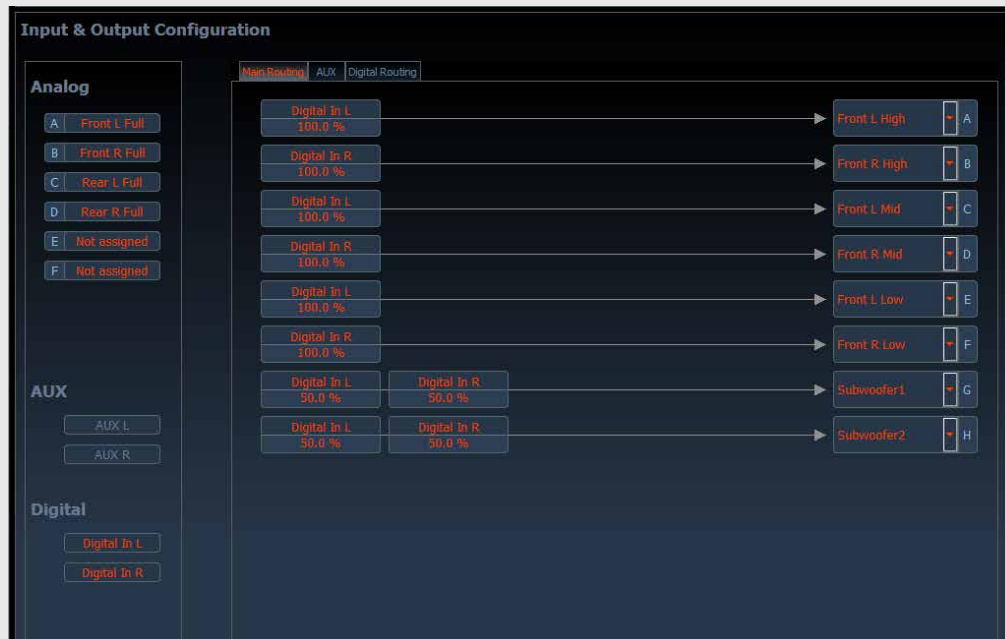 Input & Output Configuration
Main Routing AUX Digital Routing
Analog
A Front L Full
B Front R Full
C Rear L Full
D Rear R Full
E Not assigned
F Not assigned
AUX
AUX L
AUX R
Digital
Digital In L
Digital In R
Digital In L
100.0 %
Front L High A
Digital In R
100.0 %
Front R High B
Digital In L
100.0 %
Front L Mid C
Digital In R
100.0 %
Front R Mid D
Digital In L
100.0 %
Front L Low E
Digital In R
100.0 %
Front R Low F
Digital In L Digital In R
50.0 % 50.0 %
Subwoofer1 G
Digital In L Digital In R
50.0 % 50.0 %
Subwoofer2 H